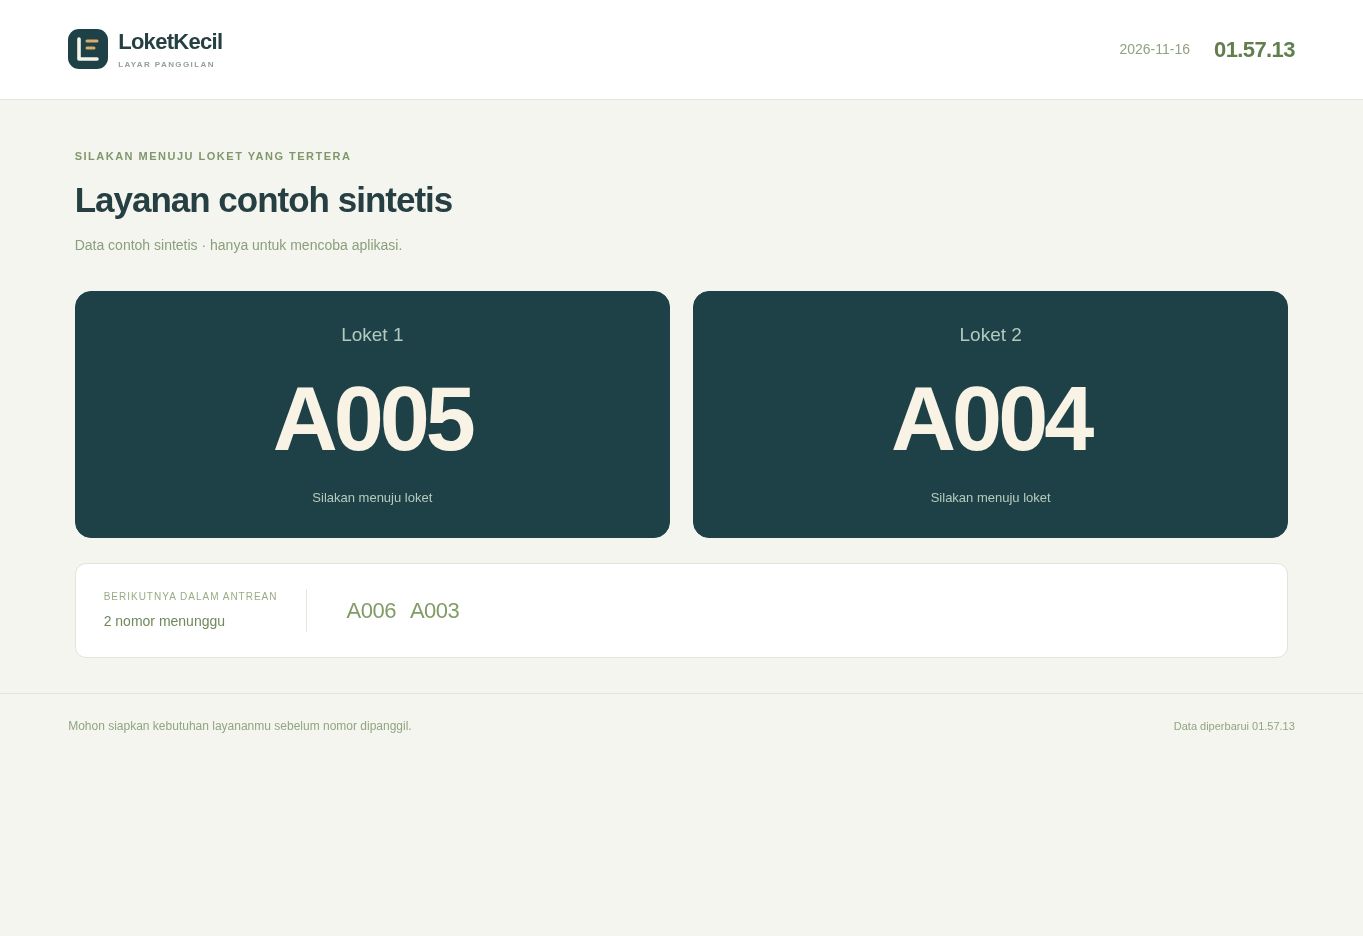 LoketKecil
LAYAR PANGGILAN
2026-11-16 01.57.13
SILAKAN MENUJU LOKET YANG TERTERA
Layanan contoh sintetis
Data contoh sintetis · hanya untuk mencoba aplikasi.
Loket 1
A005
Silakan menuju loket
Loket 2
A004
Silakan menuju loket
BERIKUTNYA DALAM ANTREAN
2 nomor menunggu
A006 A003
Mohon siapkan kebutuhan layananmu sebelum nomor dipanggil.
Data diperbarui 01.57.13